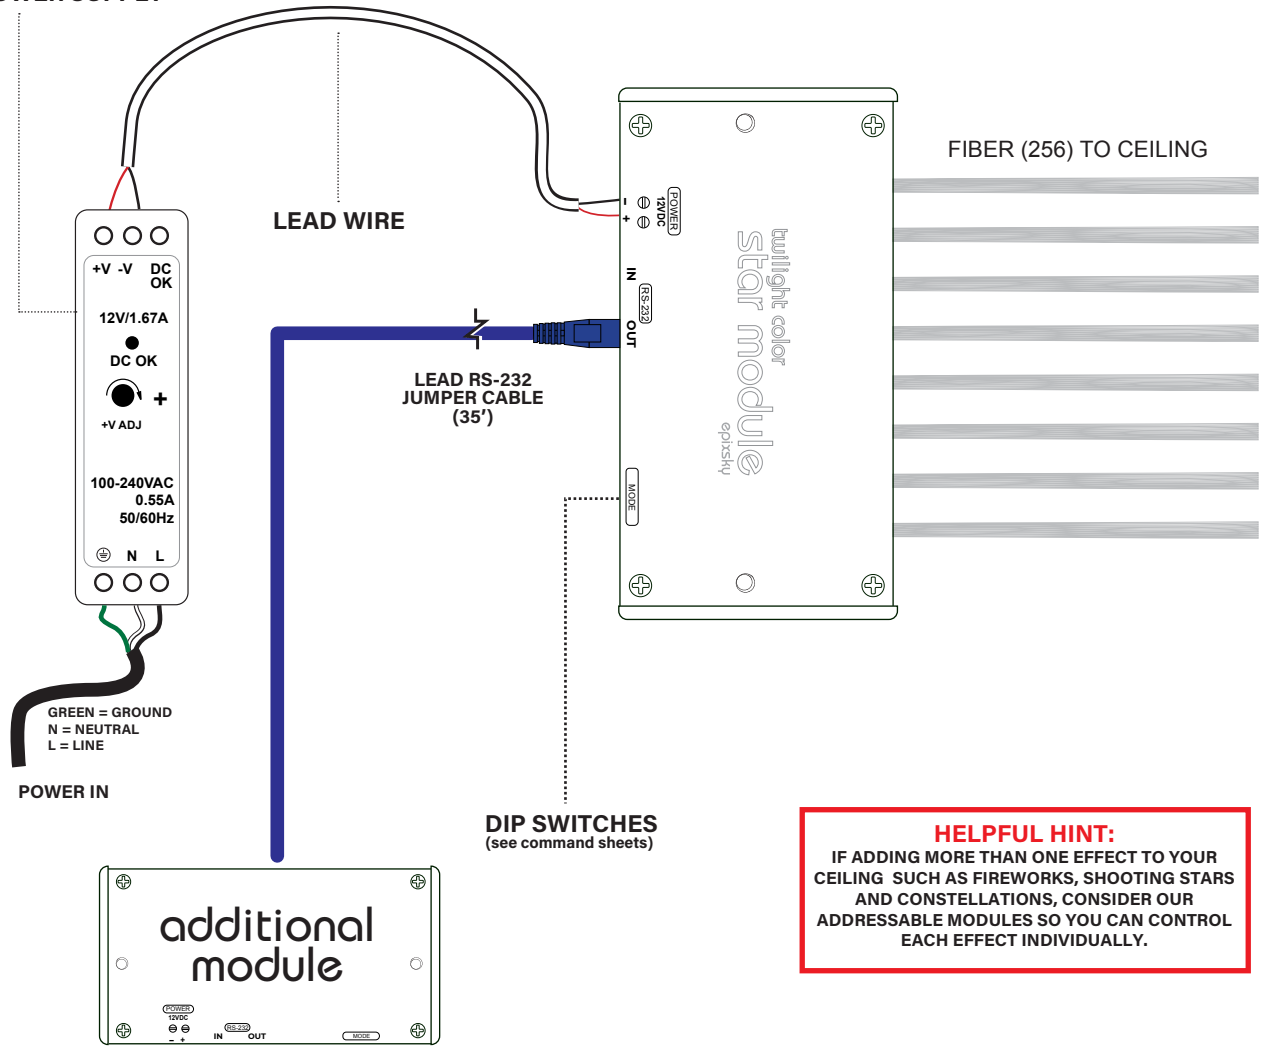 FIBER (256) TO CEILING
LEAD WIRE
+V -V DC
OK
12V/1.67A
DC OK
+
+V ADJ
100-240VAC
0.55A
50/60Hz
N L
GREEN = GROUND
N = NEUTRAL
L = LINE
POWER IN
- +
12VDC
POWER
IN OUT
RS-232
MODE
twilight color
star module
epixsky
LEAD RS-232
JUMPER CABLE
(35')
DIP SWITCHES
(see command sheets)
additional
module
POWER
12VDC
- +
RS-232
IN OUT
MODE
HELPFUL HINT:
IF ADDING MORE THAN ONE EFFECT TO YOUR
CEILING SUCH AS FIREWORKS, SHOOTING STARS
AND CONSTELLATIONS, CONSIDER OUR
ADDRESSABLE MODULES SO YOU CAN CONTROL
EACH EFFECT INDIVIDUALLY.